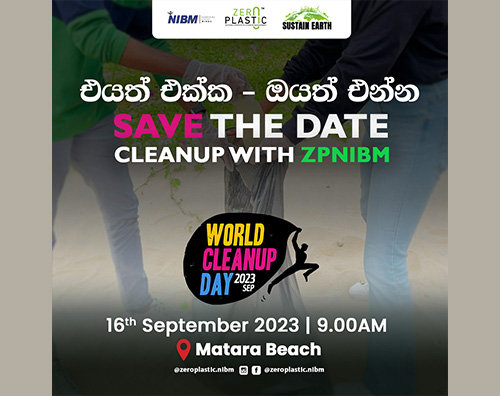 NIBM
ZERO PLASTIC™
SUSTAIN EARTH
එයත් එක්ක – ඔයත් එන්න
SAVE THE DATE
CLEANUP WITH ZPNIBM
WORLD
CLEANUP
DAY 2023
SEP
16th September 2023 | 9.00AM
Matara Beach
@zeroplastic.nibm @zeroplastic.nibm